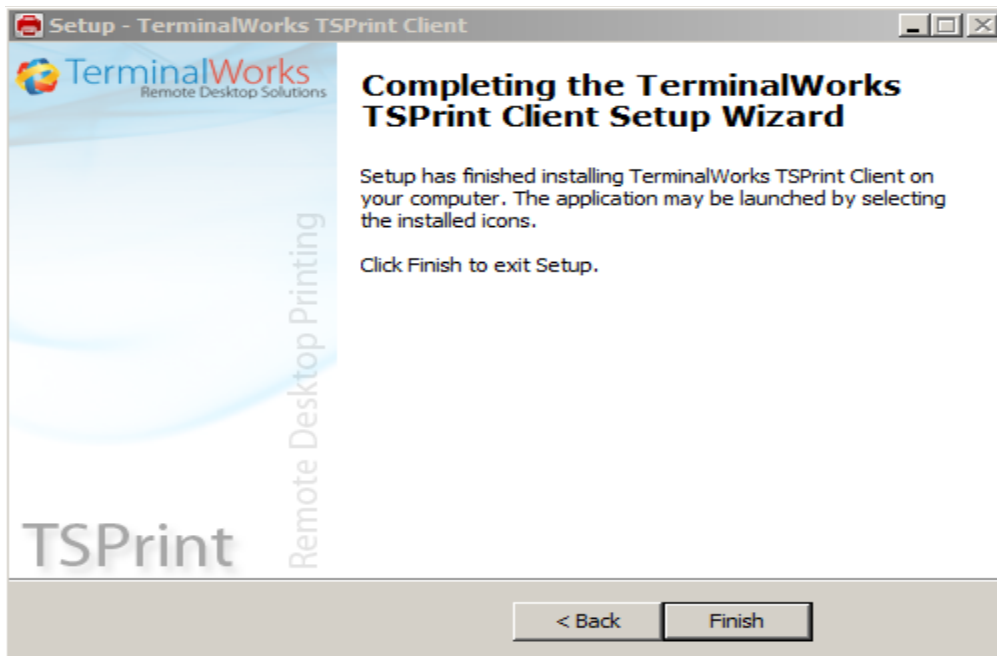 Setup - TerminalWorks TSPrint Client
TerminalWorks
Remote Desktop Solutions
Completing the TerminalWorks
TSPrint Client Setup Wizard
Setup has finished installing TerminalWorks TSPrint Client on
your computer. The application may be launched by selecting
the installed icons.
Click Finish to exit Setup.
Remote Desktop Printing
TSPrint
< Back
Finish